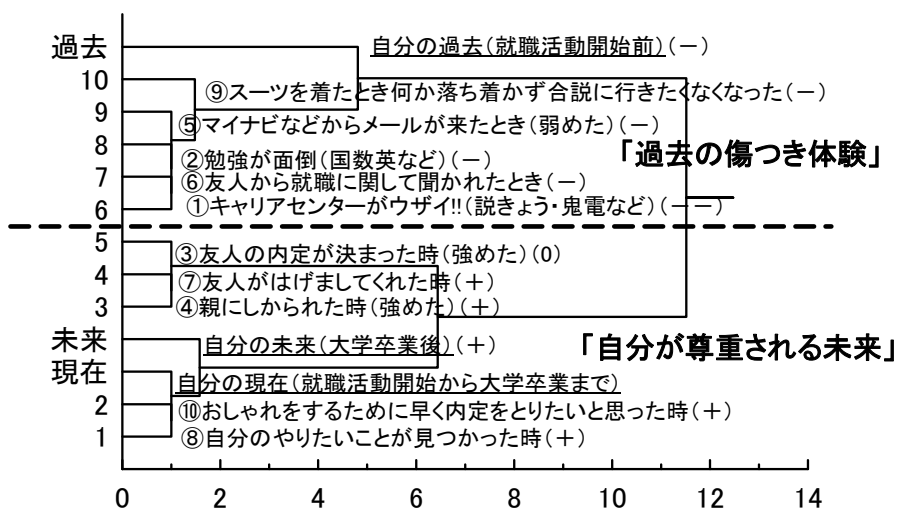 過去 自分の過去(就職活動開始前)(－)
10
⑨スーツを着たとき何か落ち着かず合説に行きたくなくなった(－)
9
⑤マイナビなどからメールが来たとき(弱めた)(－)
8
「過去の傷つき体験」
②勉強が面倒(国数英など)(－)
7 ⑥友人から就職に関して聞かれたとき(－)
6 ①キャリアセンターがウザイ!!(説きょう・鬼電など)(－－)
5 ③友人の内定が決まった時(強めた)(0)
4 ⑦友人がはげましてくれた時(＋)
3 ④親にしかられた時(強めた)(＋)
未来 自分の未来(大学卒業後)(＋) 「自分が尊重される未来」
現在 自分の現在(就職活動開始から大学卒業まで)
2 ⑩おしゃれをするために早く内定をとりたいと思った時(＋)
1 ⑧自分のやりたいことが見つかった時(＋)
0 2 4 6 8 10 12 14